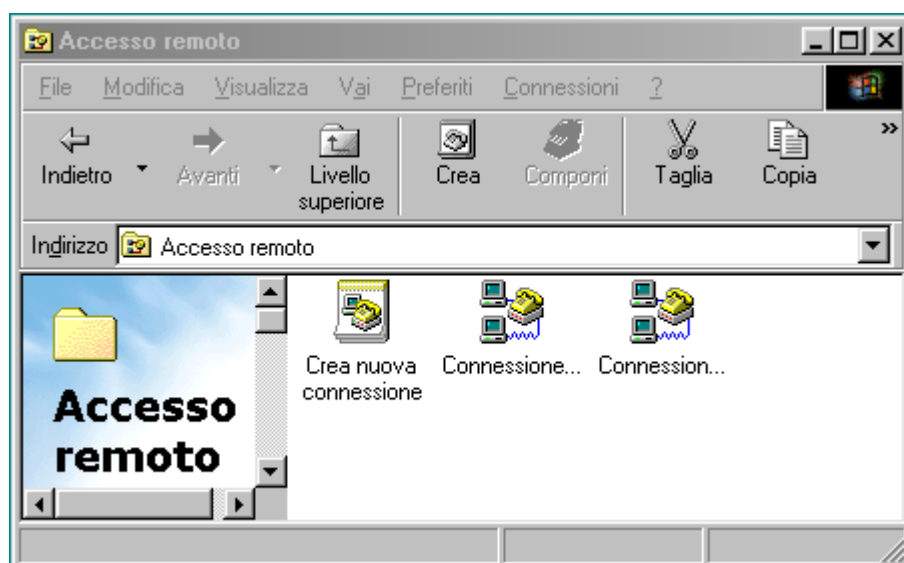 Accesso remoto
File Modifica Visualizza Vai Preferiti Connessioni ?
Indietro Avanti Livello superiore Crea Componi Taglia Copia »
Indirizzo Accesso remoto
Accesso
remoto
Crea nuova
connessione
Connessione...
Connession...